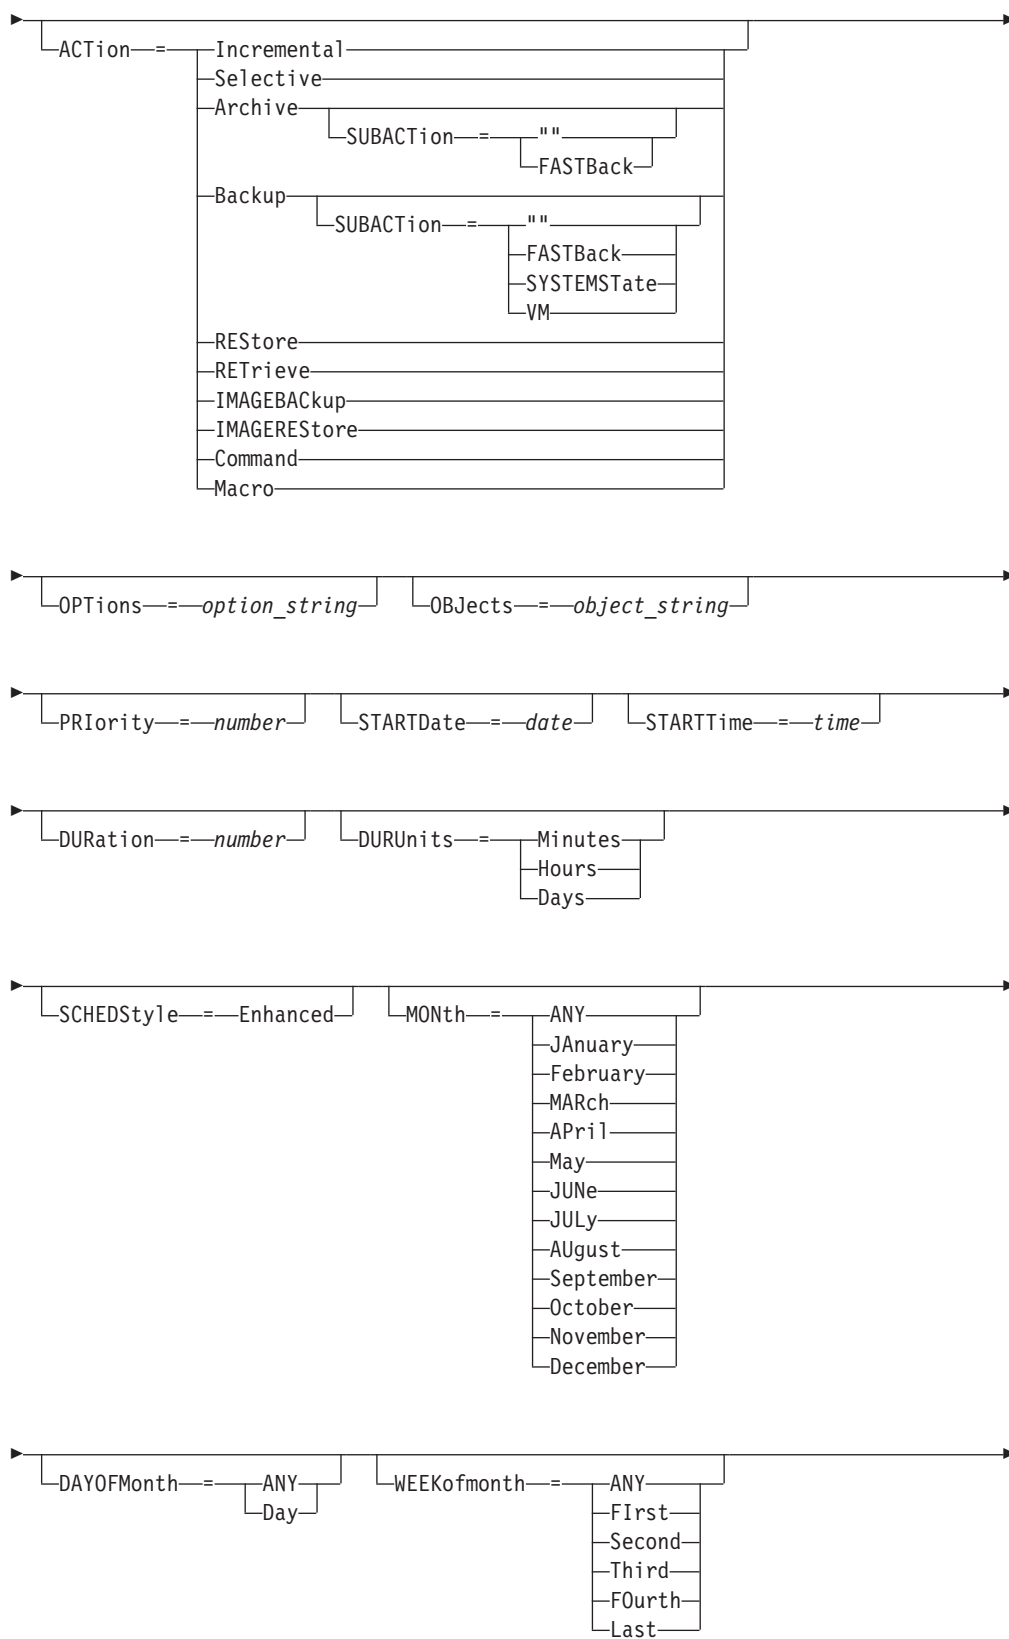 ACTion = Incremental
Selective
Archive
SUBACTion = ""
FASTBack
Backup
SUBACTion = ""
FASTBack
SYSTEMSTate
VM
REStore
RETrieve
IMAGEBACkup
IMAGEREStore
Command
Macro
OPTions = option_string OBJects = object_string
PRIority = number STARTDate = date STARTTime = time
DURation = number DURUnits = Minutes
Hours
Days
SCHEDStyle = Enhanced MONth = ANY
JAnuary
February
MARch
APril
May
JUNe
JULy
AUgust
September
October
November
December
DAYOFMonth = ANY WEEKofmonth = ANY
Day FIrst
Second
Third
FOurth
Last